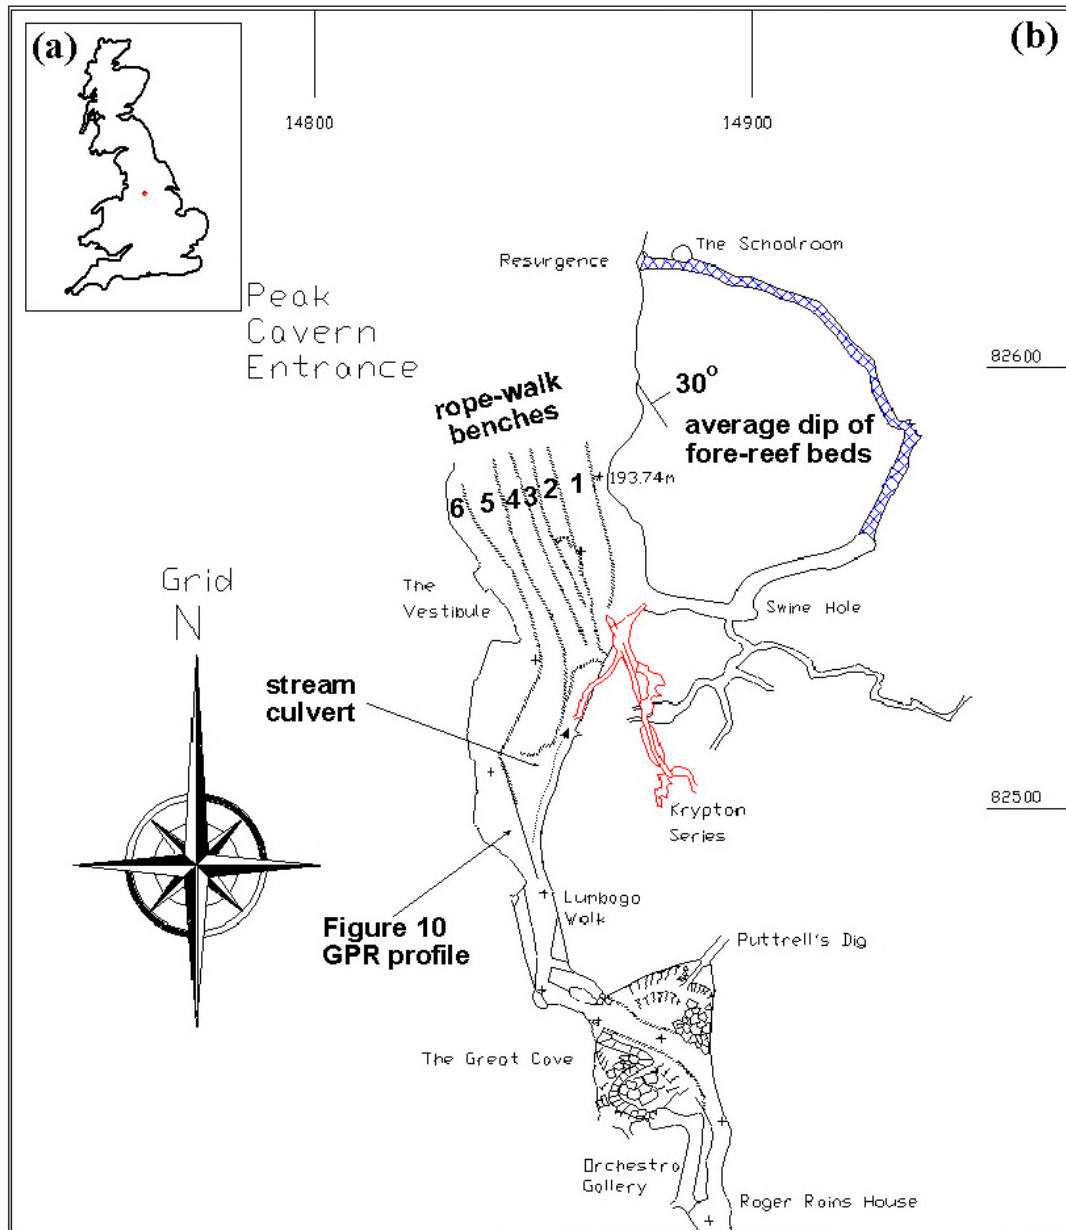 (a)
(b)
14800
14900
The Schoolroom
Resurgence
Peak
Cavern
Entrance
82600
30°
rope-walk
benches
average dip of
fore-reef beds
193.74m
6 5 4 3 2 1
Grid
N
The
Vestibule
Swine Hole
stream
culvert
82500
Krypton
Series
Lumbago
Walk
Figure 10
GPR profile
Puttrell's Dig
The Great Cave
Orchestra
Gallery
Roger Rains House